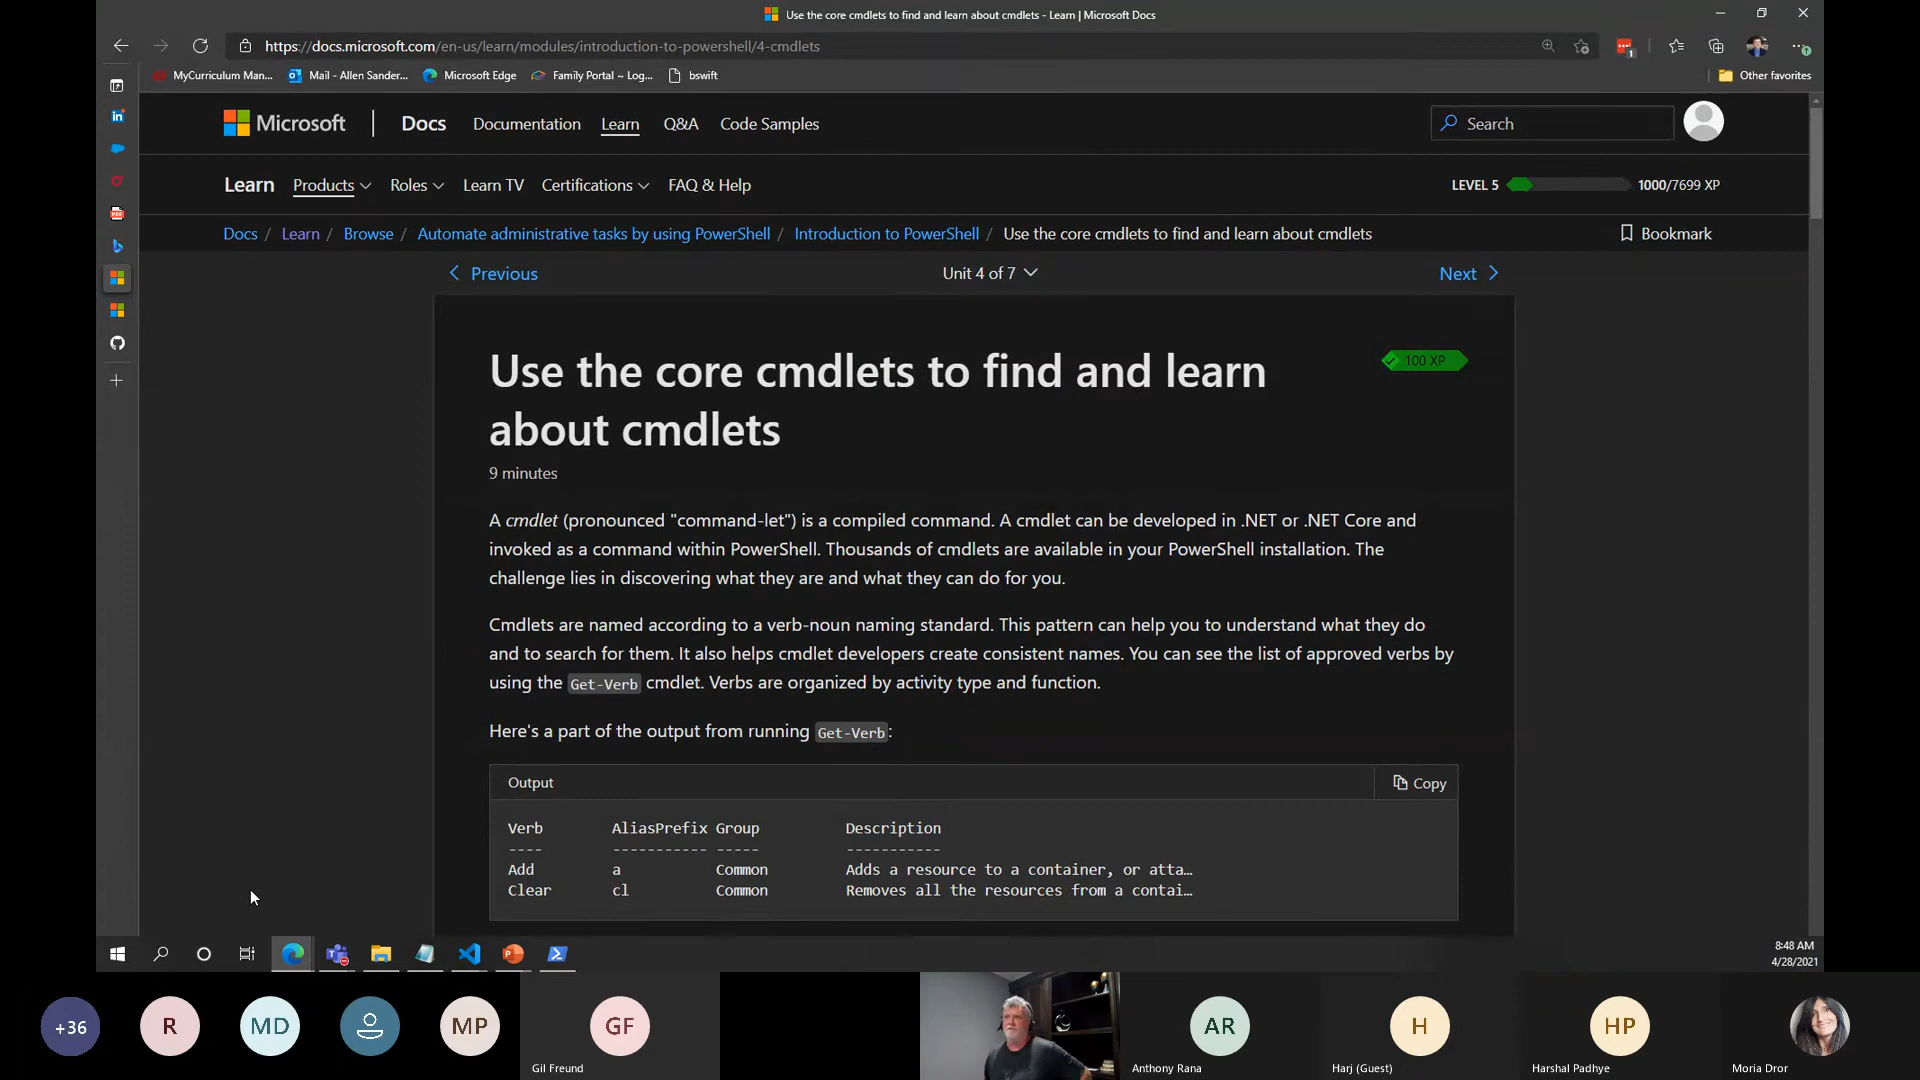 Use the core cmdlets to find and learn about cmdlets - Learn | Microsoft Docs
https://docs.microsoft.com/en-us/learn/modules/introduction-to-powershell/4-cmdlets
MyCurriculum Man...
Mail - Allen Sander...
Microsoft Edge
Family Portal ~ Log...
bswift
Other favorites
Microsoft
Docs
Documentation
Learn
Q&A
Code Samples
Search
Learn
Products
Roles
Learn TV
Certifications
FAQ & Help
LEVEL 5
1000/7699 XP
Docs / Learn / Browse / Automate administrative tasks by using PowerShell / Introduction to PowerShell / Use the core cmdlets to find and learn about cmdlets
Bookmark
Previous
Unit 4 of 7
Next
Use the core cmdlets to find and learn
about cmdlets
100 XP
9 minutes
A cmdlet (pronounced "command-let") is a compiled command. A cmdlet can be developed in .NET or .NET Core and
invoked as a command within PowerShell. Thousands of cmdlets are available in your PowerShell installation. The
challenge lies in discovering what they are and what they can do for you.
Cmdlets are named according to a verb-noun naming standard. This pattern can help you to understand what they do
and to search for them. It also helps cmdlet developers create consistent names. You can see the list of approved verbs by
using the Get-Verb cmdlet. Verbs are organized by activity type and function.
Here's a part of the output from running Get-Verb:
Output
Copy
Verb AliasPrefix Group Description
---- ----------- ----- -----------
Add a Common Adds a resource to a container, or atta…
Clear cl Common Removes all the resources from a contai…
8:48 AM
4/28/2021
+36
R
MD
MP
GF
Gil Freund
AR
Anthony Rana
H
Harj (Guest)
HP
Harshal Padhye
Moria Dror